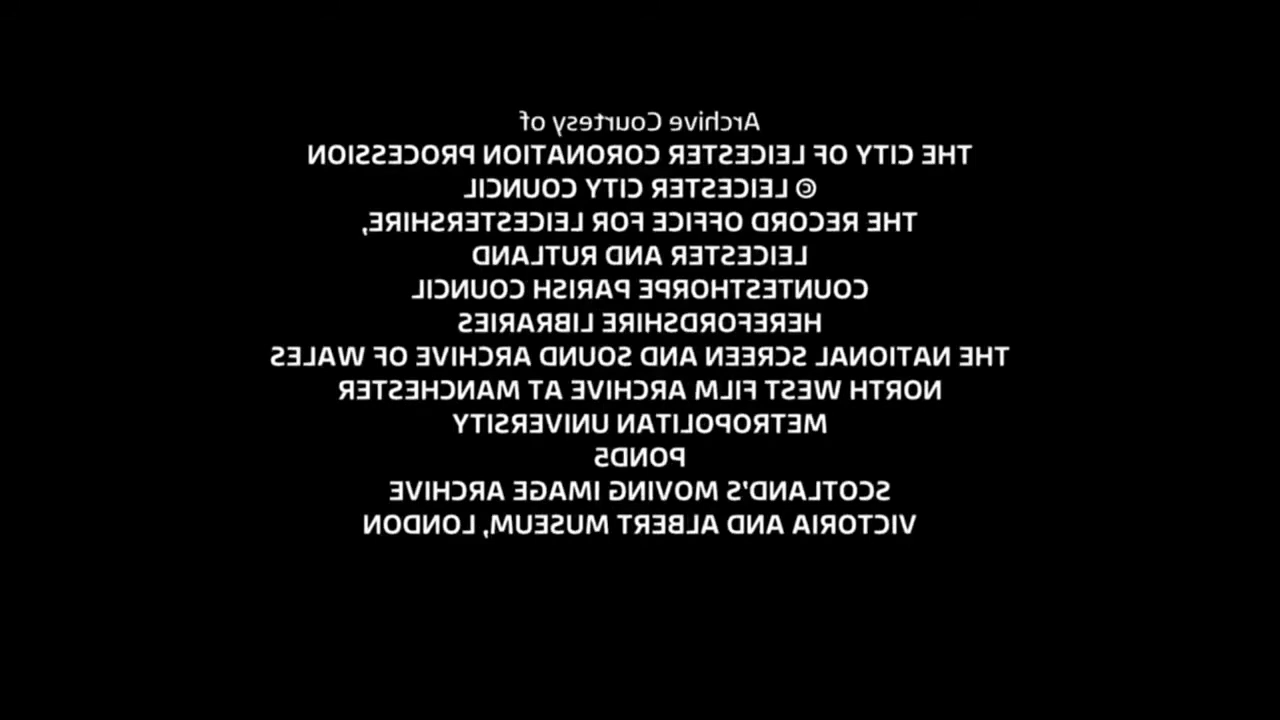 Archive Courtesy of
THE CITY OF LEICESTER CORONATION PROCESSION
© LEICESTER CITY COUNCIL
THE RECORD OFFICE FOR LEICESTERSHIRE,
LEICESTER AND RUTLAND
COUNTESTHORPE PARISH COUNCIL
HEREFORDSHIRE LIBRARIES
THE NATIONAL SCREEN AND SOUND ARCHIVE OF WALES
NORTH WEST FILM ARCHIVE AT MANCHESTER
METROPOLITAN UNIVERSITY
POND5
SCOTLAND'S MOVING IMAGE ARCHIVE
VICTORIA AND ALBERT MUSEUM, LONDON